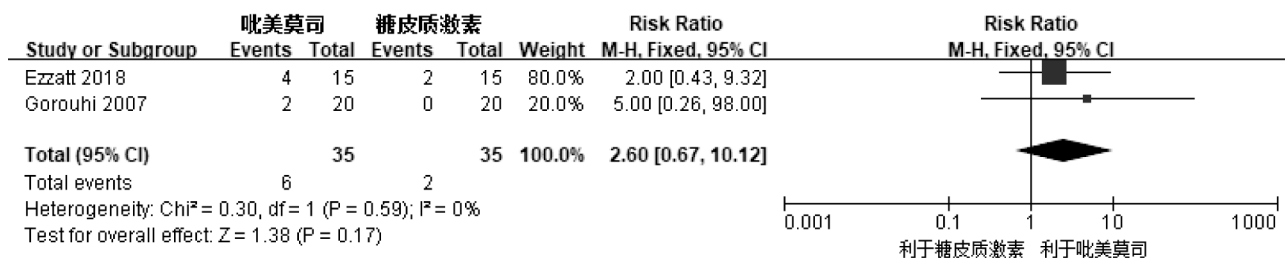 吡美莫司 糖皮质激素 Risk Ratio Risk Ratio
Study or Subgroup Events Total Events Total Weight M-H, Fixed, 95% CI M-H, Fixed, 95% CI
Ezzatt 2018 4 15 2 15 80.0% 2.00 [0.43, 9.32]
Gorouhi 2007 2 20 0 20 20.0% 5.00 [0.26, 98.00]
Total (95% CI) 35 35 100.0% 2.60 [0.67, 10.12]
Total events 6 2
Heterogeneity: Chi² = 0.30, df = 1 (P = 0.59); I² = 0%
Test for overall effect: Z = 1.38 (P = 0.17)
0.001 0.1 1 10 1000
利于糖皮质激素 利于吡美莫司